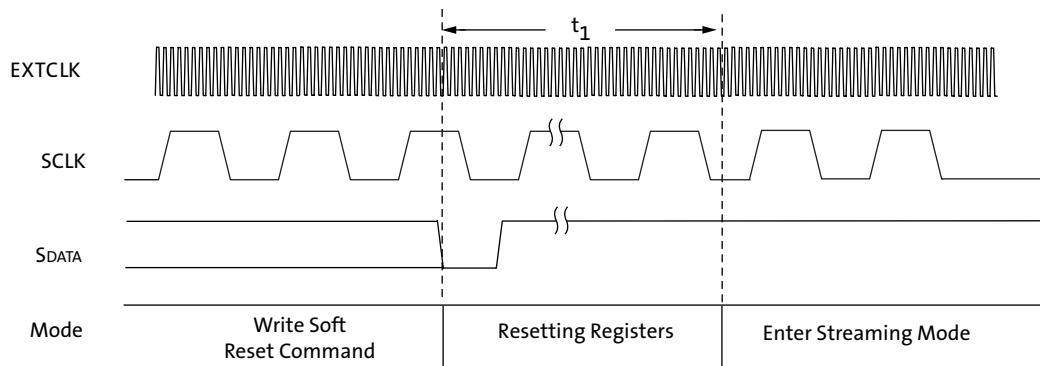 t1
EXTCLK
SCLK
SDATA
Mode
Write Soft
Reset Command
Resetting Registers
Enter Streaming Mode